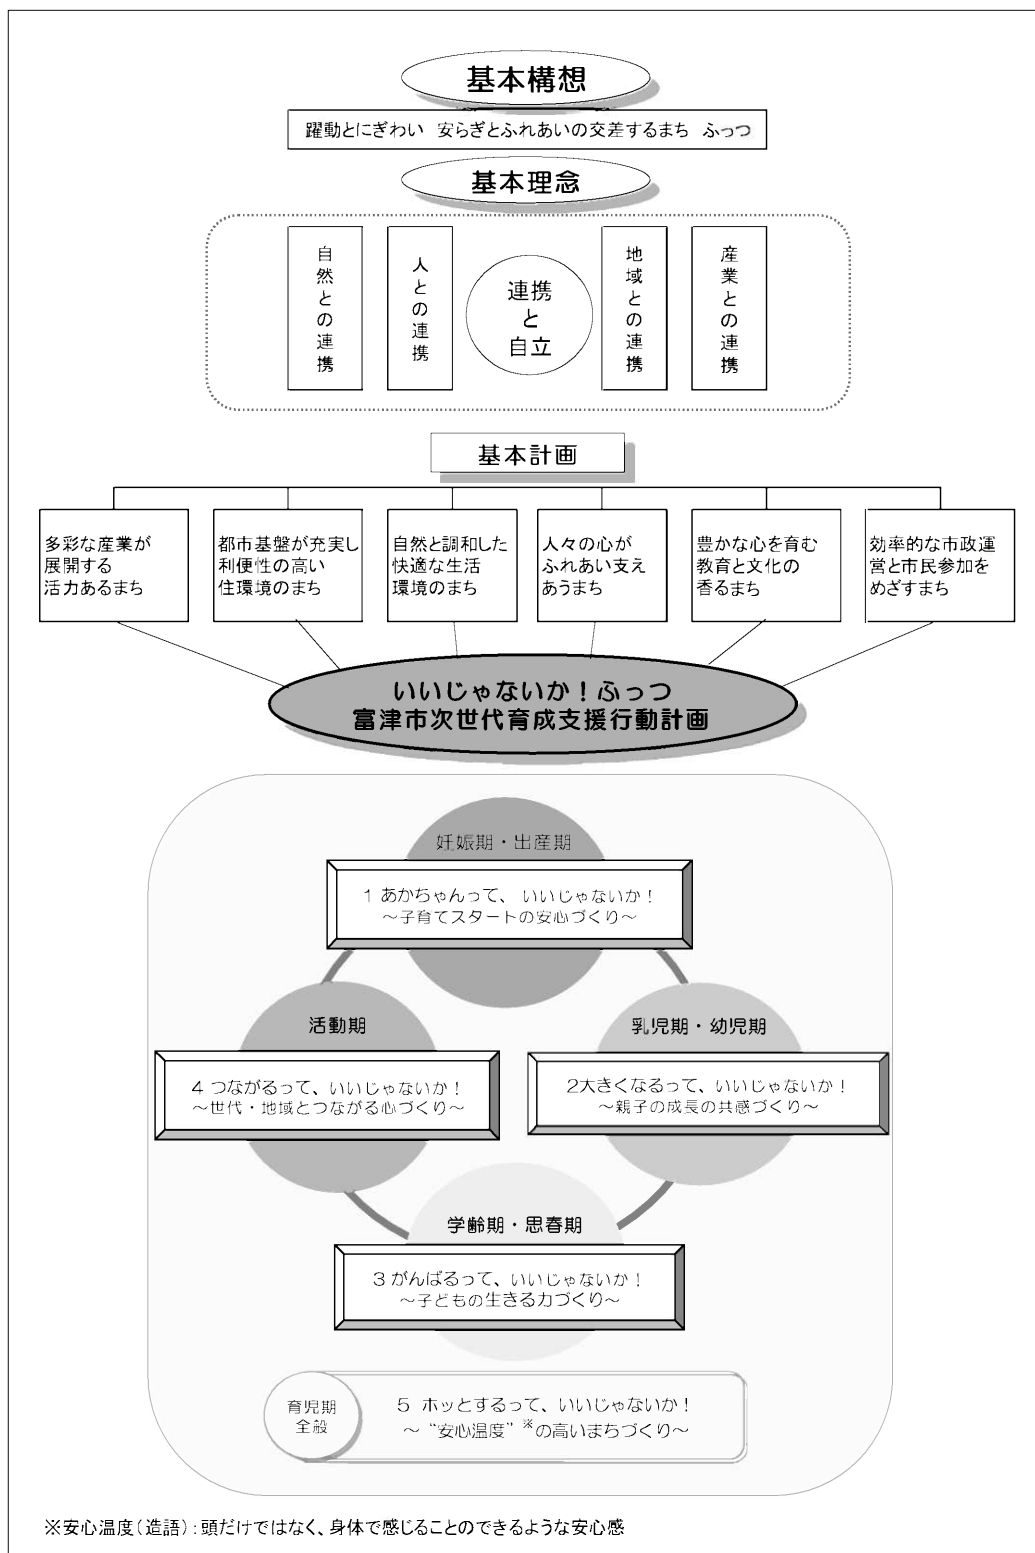 基本構想
躍動とにぎわい 安らぎとふれあいの交差するまち ふっつ
基本理念
自然との連携
人との連携
連携
と
自立
地域との連携
産業との連携
基本計画
多彩な産業が
展開する
活力あるまち
都市基盤が充実し
利便性の高い
住環境のまち
自然と調和した
快適な生活
環境のまち
人々の心が
ふれあい支え
あうまち
豊かな心を育む
教育と文化の
香るまち
効率的な市政運
営と市民参加を
めざすまち
いいじゃないか！ふっつ
富津市次世代育成支援行動計画
妊娠期・出産期
1 あかちゃんって、いいじゃないか！
～子育てスタートの安心づくり～
活動期
4 つながるって、いいじゃないか！
～世代・地域とつながる心づくり～
乳児期・幼児期
2大きくなるって、いいじゃないか！
～親子の成長の共感づくり～
学齢期・思春期
3 がんばるって、いいじゃないか！
～子どもの生きる力づくり～
育児期
全般
5 ホッとするって、いいじゃないか！
～“安心温度”※の高いまちづくり～
※安心温度（造語）：頭だけではなく、身体で感じることのできるような安心感